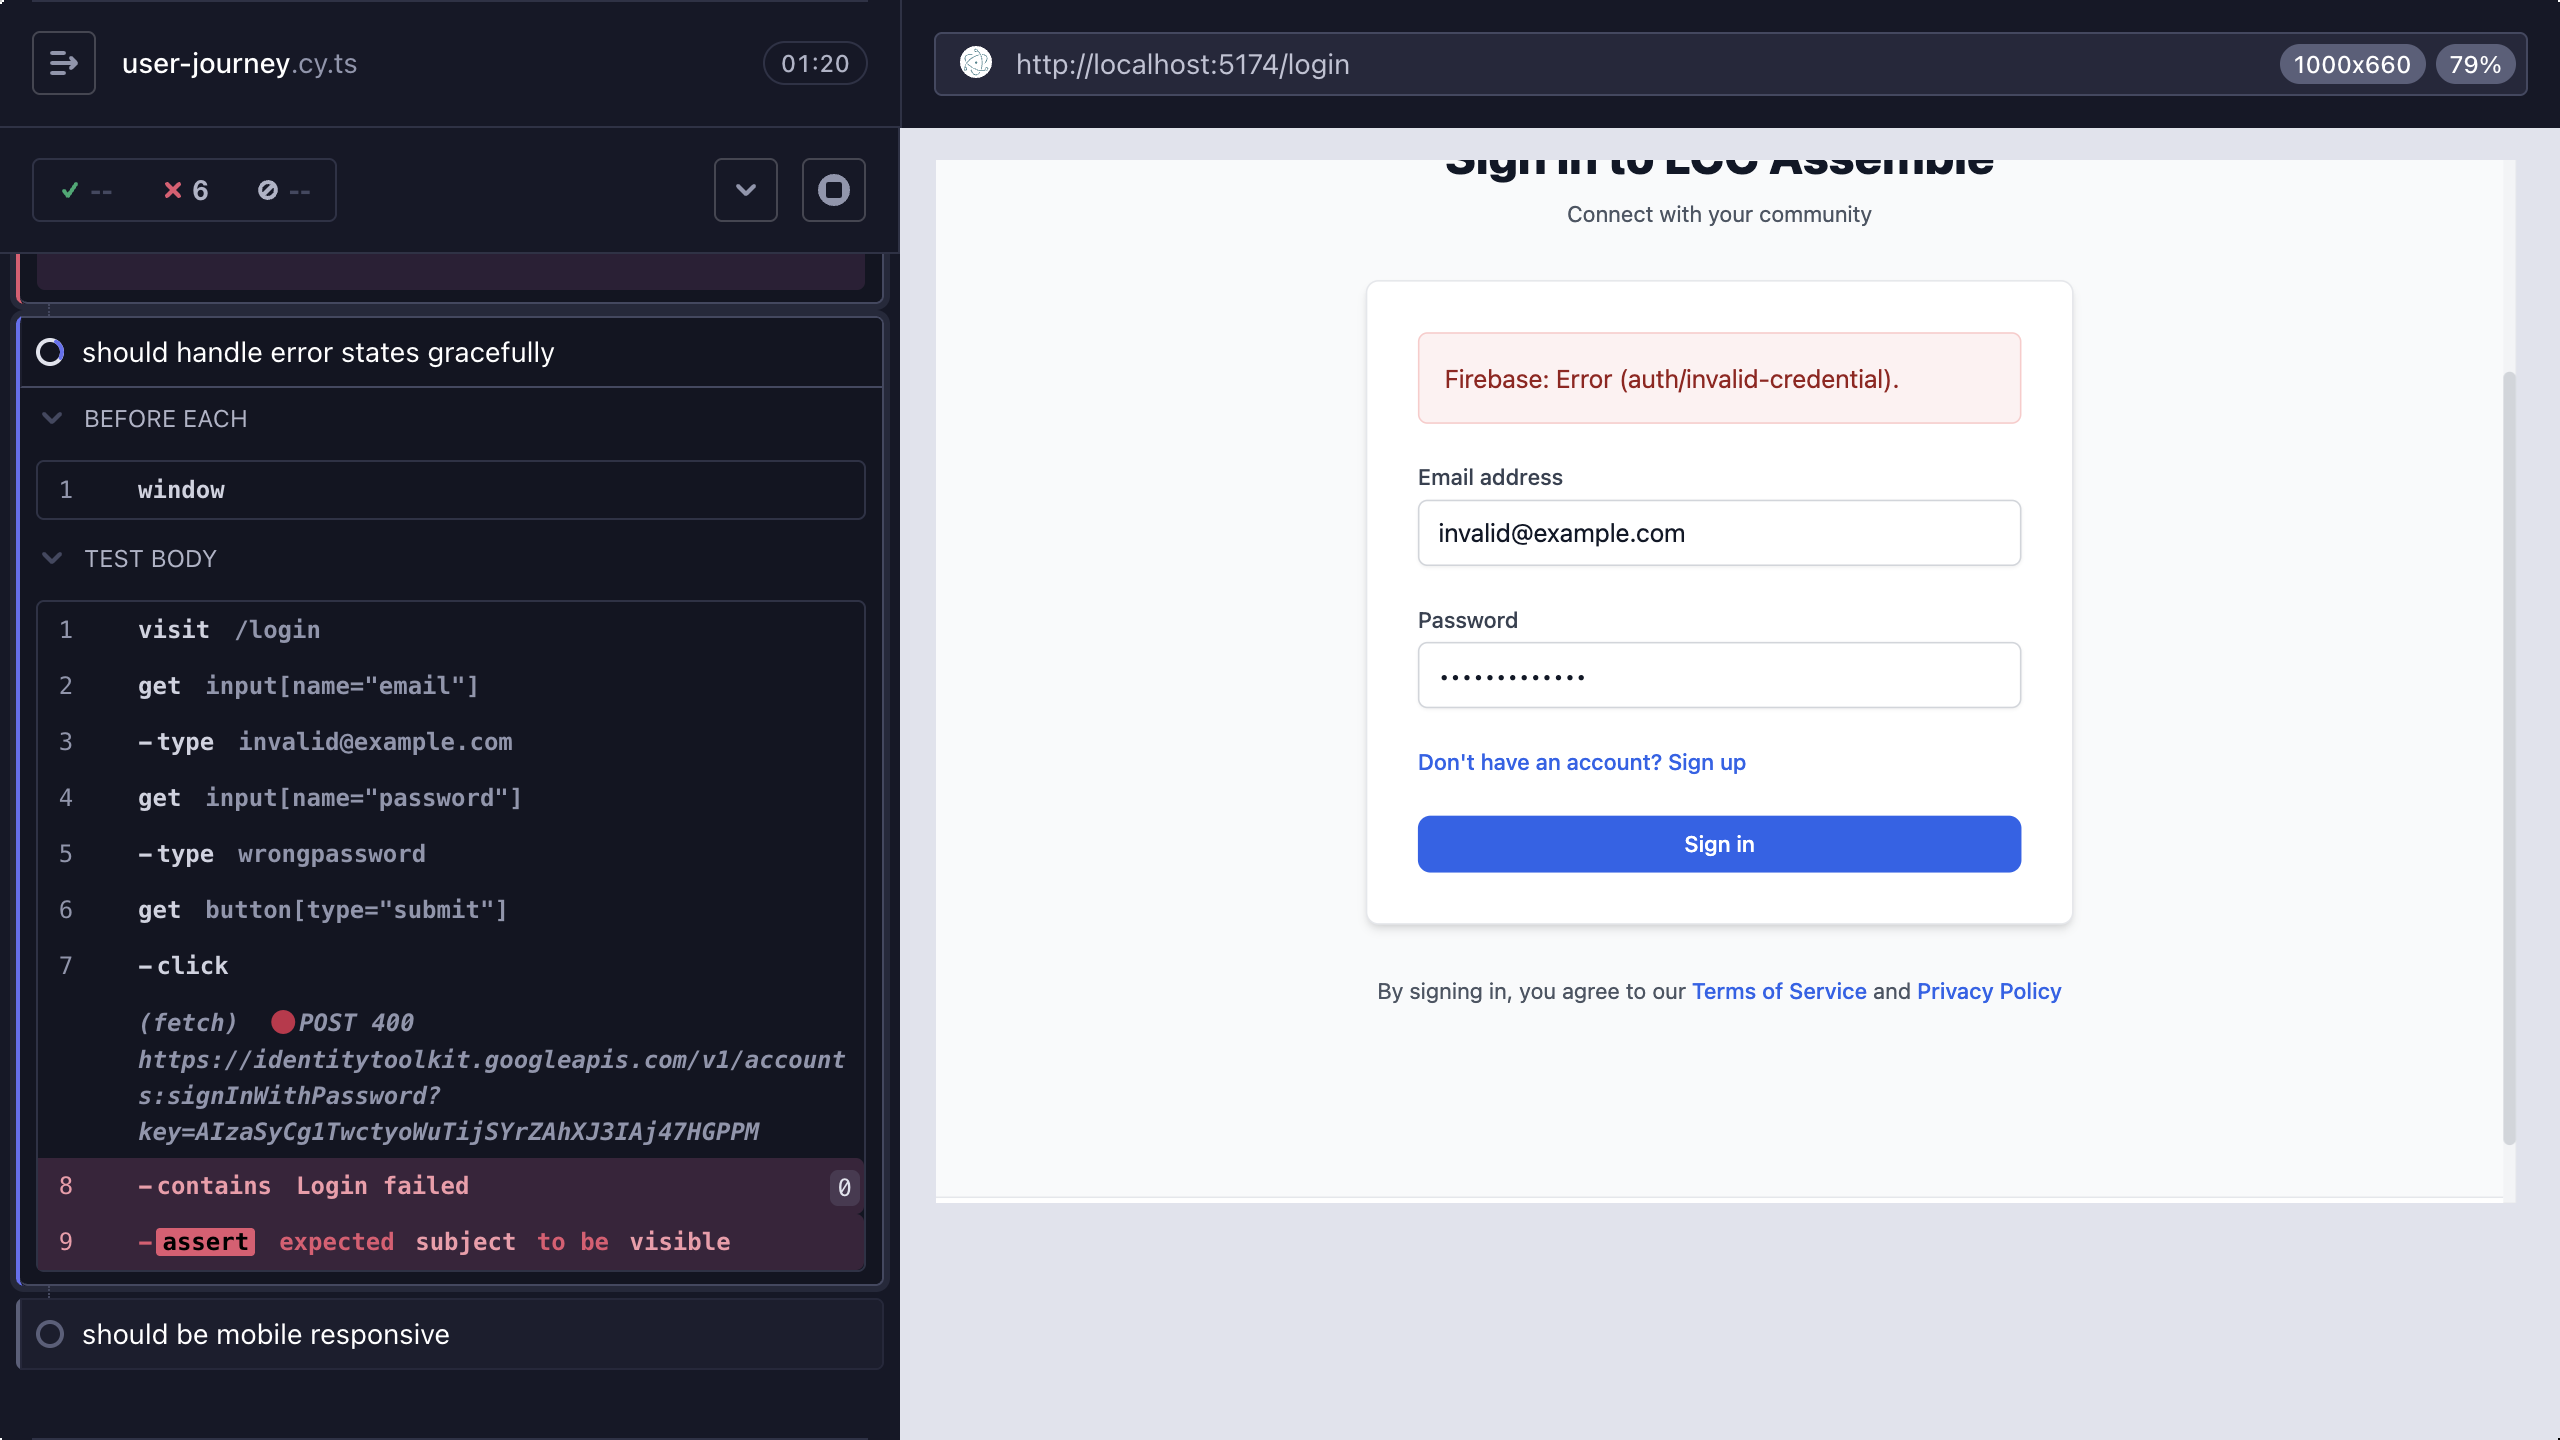 user-journey.cy.ts
01:20
-- 6 --
should handle error states gracefully
BEFORE EACH
1 window
TEST BODY
1 visit /login
2 get input[name="email"]
3 -type invalid@example.com
4 get input[name="password"]
5 -type wrongpassword
6 get button[type="submit"]
7 -click
(fetch) POST 400
https://identitytoolkit.googleapis.com/v1/account
s:signInWithPassword?
key=AIzaSyCg1TwctyoWuTijSYrZAhXJ3IAj47HGPPM
8 -contains Login failed 0
9 -assert expected subject to be visible
should be mobile responsive
http://localhost:5174/login
1000x660
79%
Sign in to LCC Assemble
Connect with your community
Firebase: Error (auth/invalid-credential).
Email address
invalid@example.com
Password
•••••••••••••
Don't have an account? Sign up
Sign in
By signing in, you agree to our Terms of Service and Privacy Policy